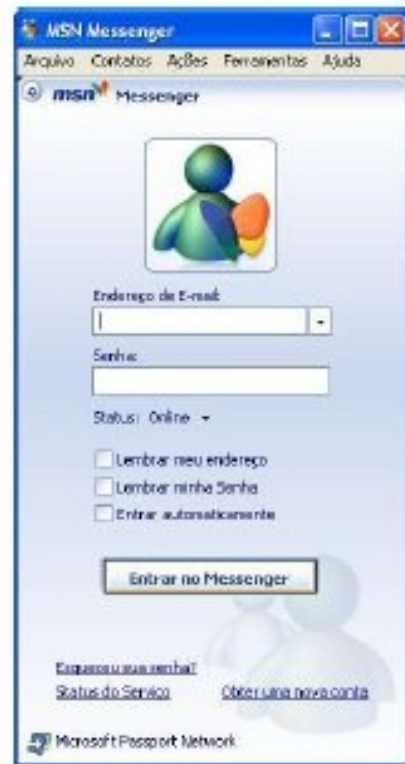 MSN Messenger
Arquivo Contatos Ações Ferramentas Ajuda
msn Messenger
Endereço de E-mail:
Senha:
Status: Online
Lembrar meu endereço
Lembrar minha Senha
Entrar automaticamente
Entrar no Messenger
Esqueceu sua senha?
Status do Serviço Obter uma nova conta
Microsoft Passport Network